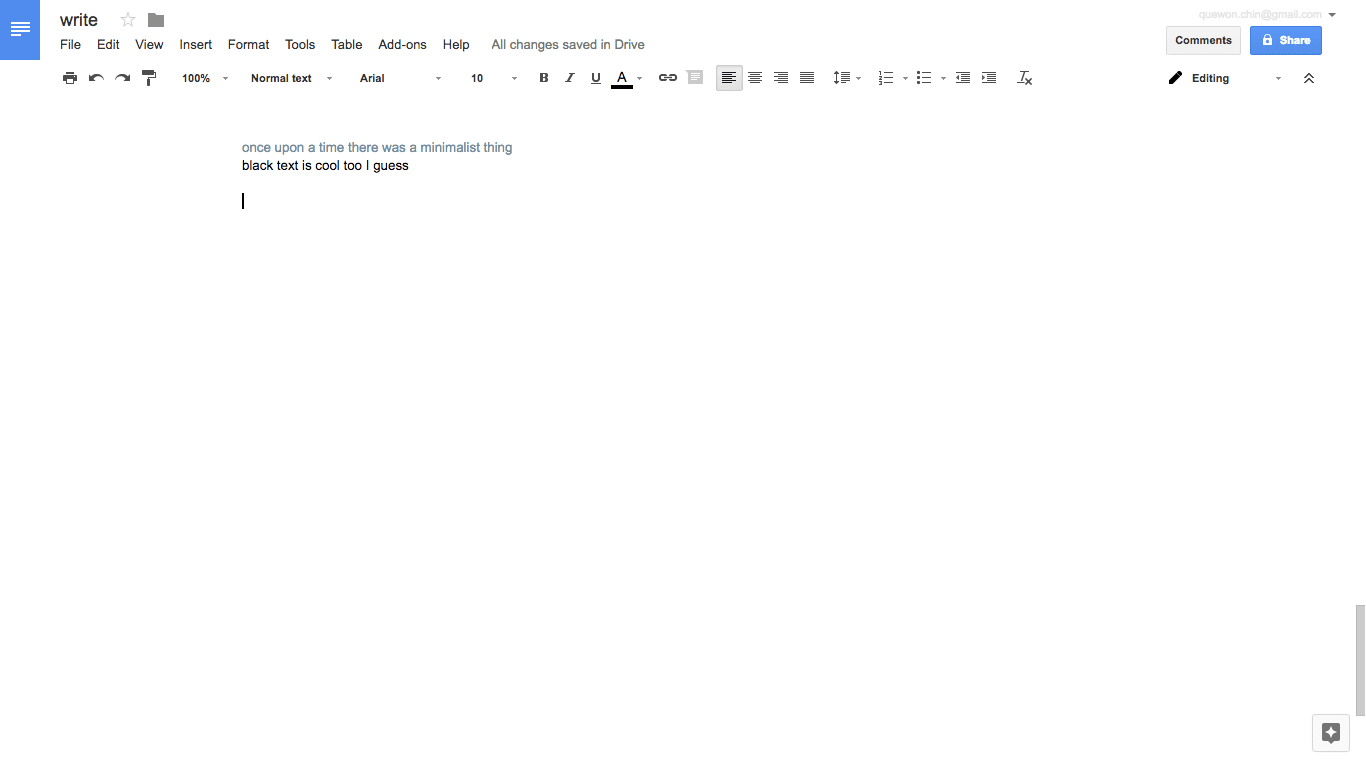 write
quewon.chin@gmail.com
File Edit View Insert Format Tools Table Add-ons Help All changes saved in Drive
Comments Share
100% Normal text Arial 10 B I U A Editing
once upon a time there was a minimalist thing
black text is cool too I guess